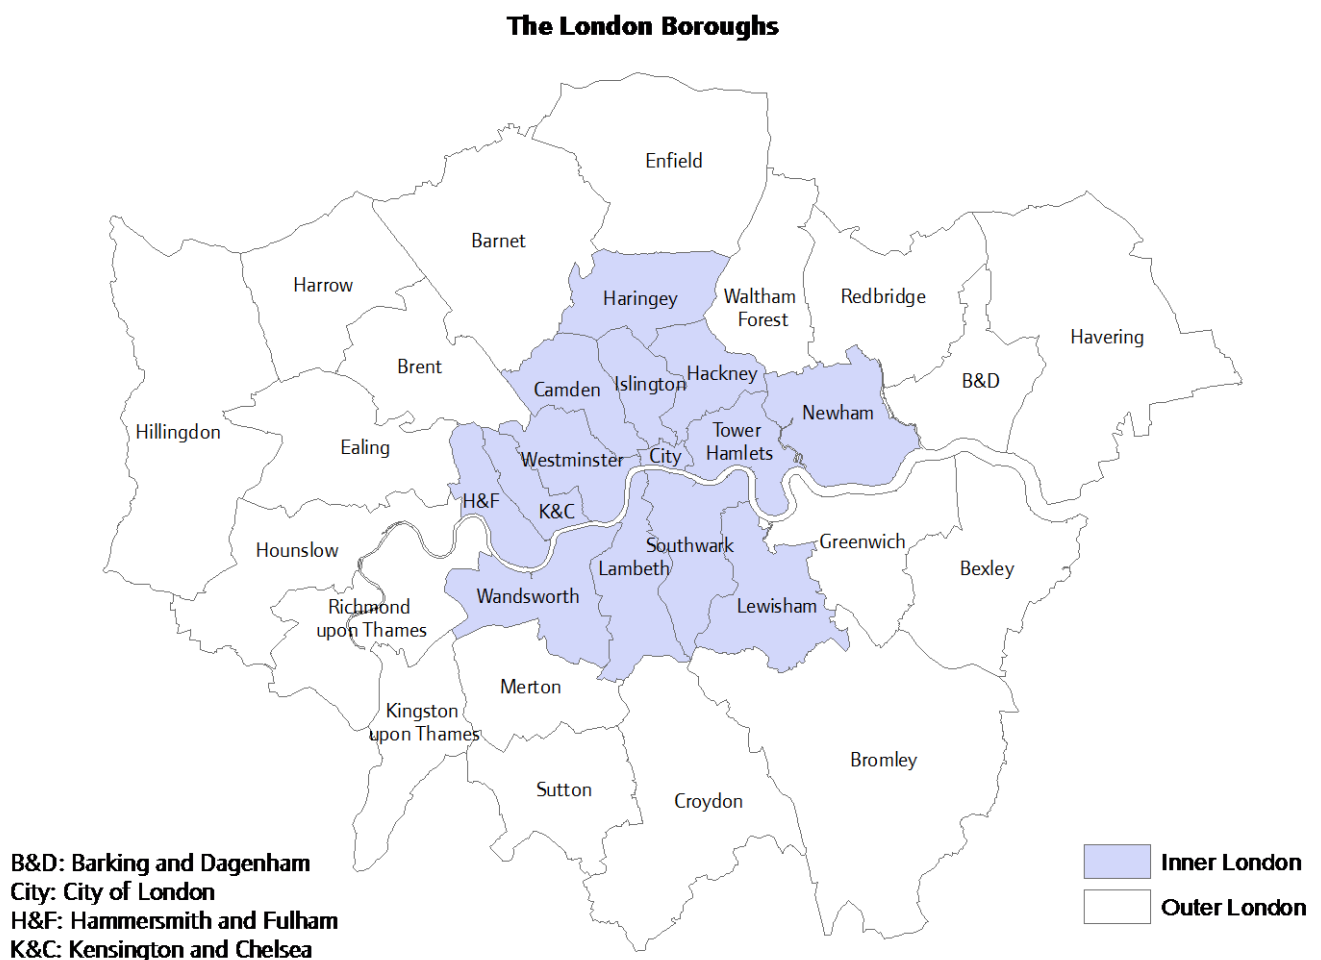 The London Boroughs
Enfield
Barnet
Harrow
Haringey
Waltham
Forest
Redbridge
Havering
Brent
Camden
Islington
Hackney
B&D
Newham
Hillingdon
Ealing
Westminster
City
Tower
Hamlets
H&F
K&C
Hounslow
Southwark
Lambeth
Greenwich
Bexley
Richmond
upon Thames
Wandsworth
Lewisham
Merton
Kingston
upon Thames
Sutton
Croydon
Bromley
B&D: Barking and Dagenham
City: City of London
H&F: Hammersmith and Fulham
K&C: Kensington and Chelsea
Inner London
Outer London